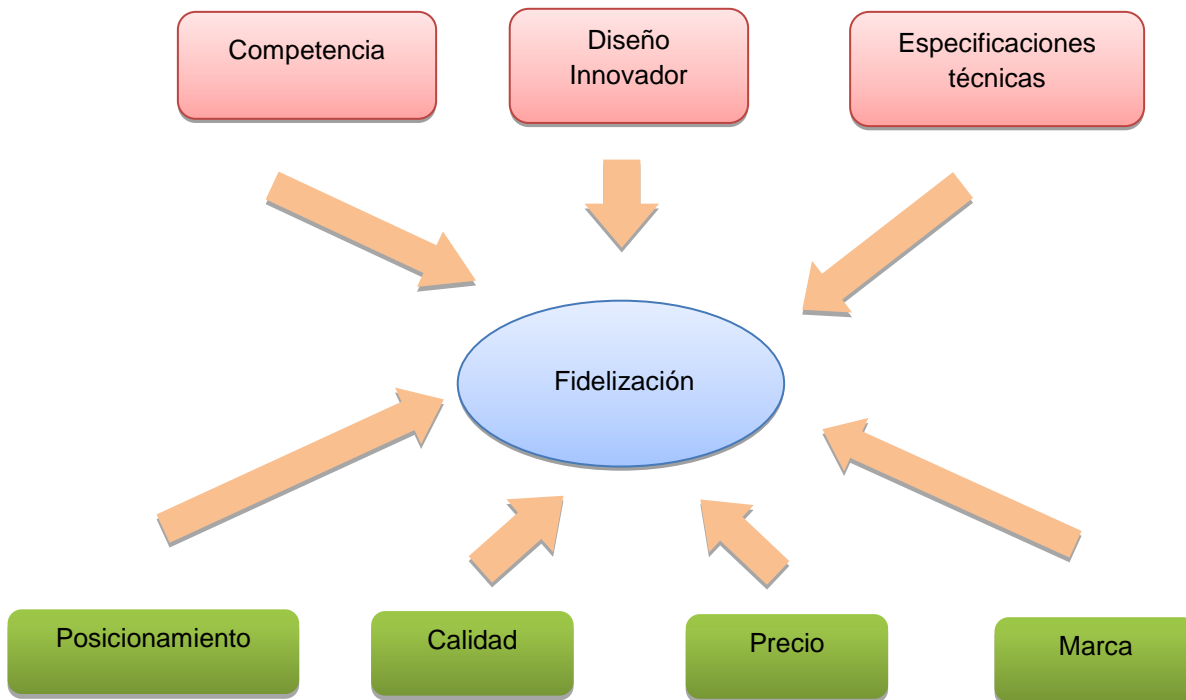 Competencia
Diseño
Innovador
Especificaciones
técnicas
Fidelización
Posicionamiento
Calidad
Precio
Marca